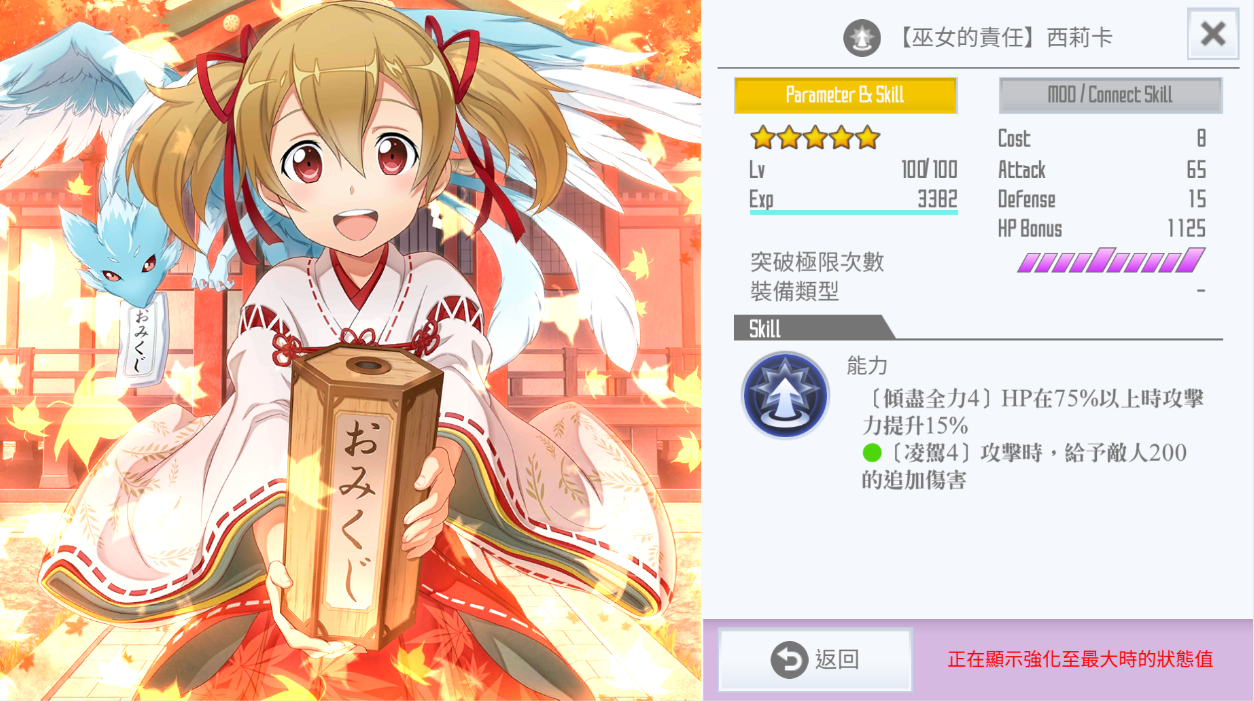 おみくじ
おみくじ
【巫女的責任】西莉卡
Parameter & Skill
MOD / Connect Skill
Lv 100/100
Exp 3382
Cost 8
Attack 65
Defense 15
HP Bonus 1125
突破極限次數
裝備類型 -
Skill
能力
〔傾盡全力4〕HP在75%以上時攻擊
力提升15%
〔凌駕4〕攻擊時，給予敵人200
的追加傷害
返回
正在顯示強化至最大時的狀態值